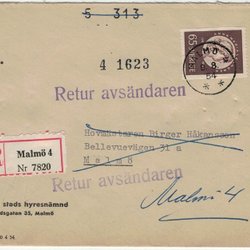 5 313
4 1623
65 ÖRE
MÖ
Retur avsändaren
Hovmästaren Birger Håkansson
Bellevuevägen 31 a
Malmö
R
Malmö 4
Nr 7820
Retur avsändaren
Malmö 4
stads hyresnämnd
dsgatan 35, Malmö